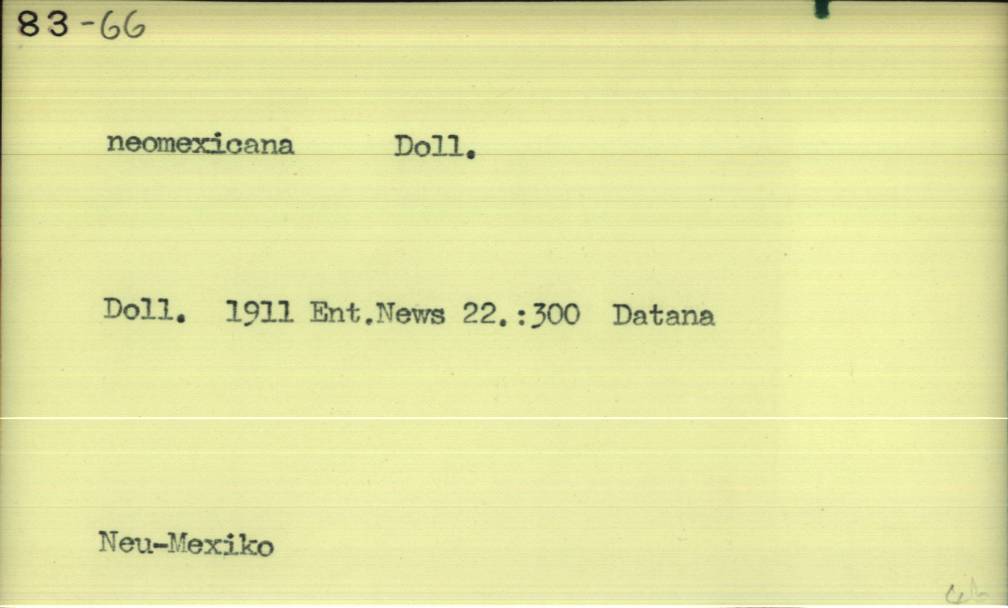 83-66
neomexicana Doll.
Doll. 1911 Ent.News 22.:300 Datana
Neu-Mexiko